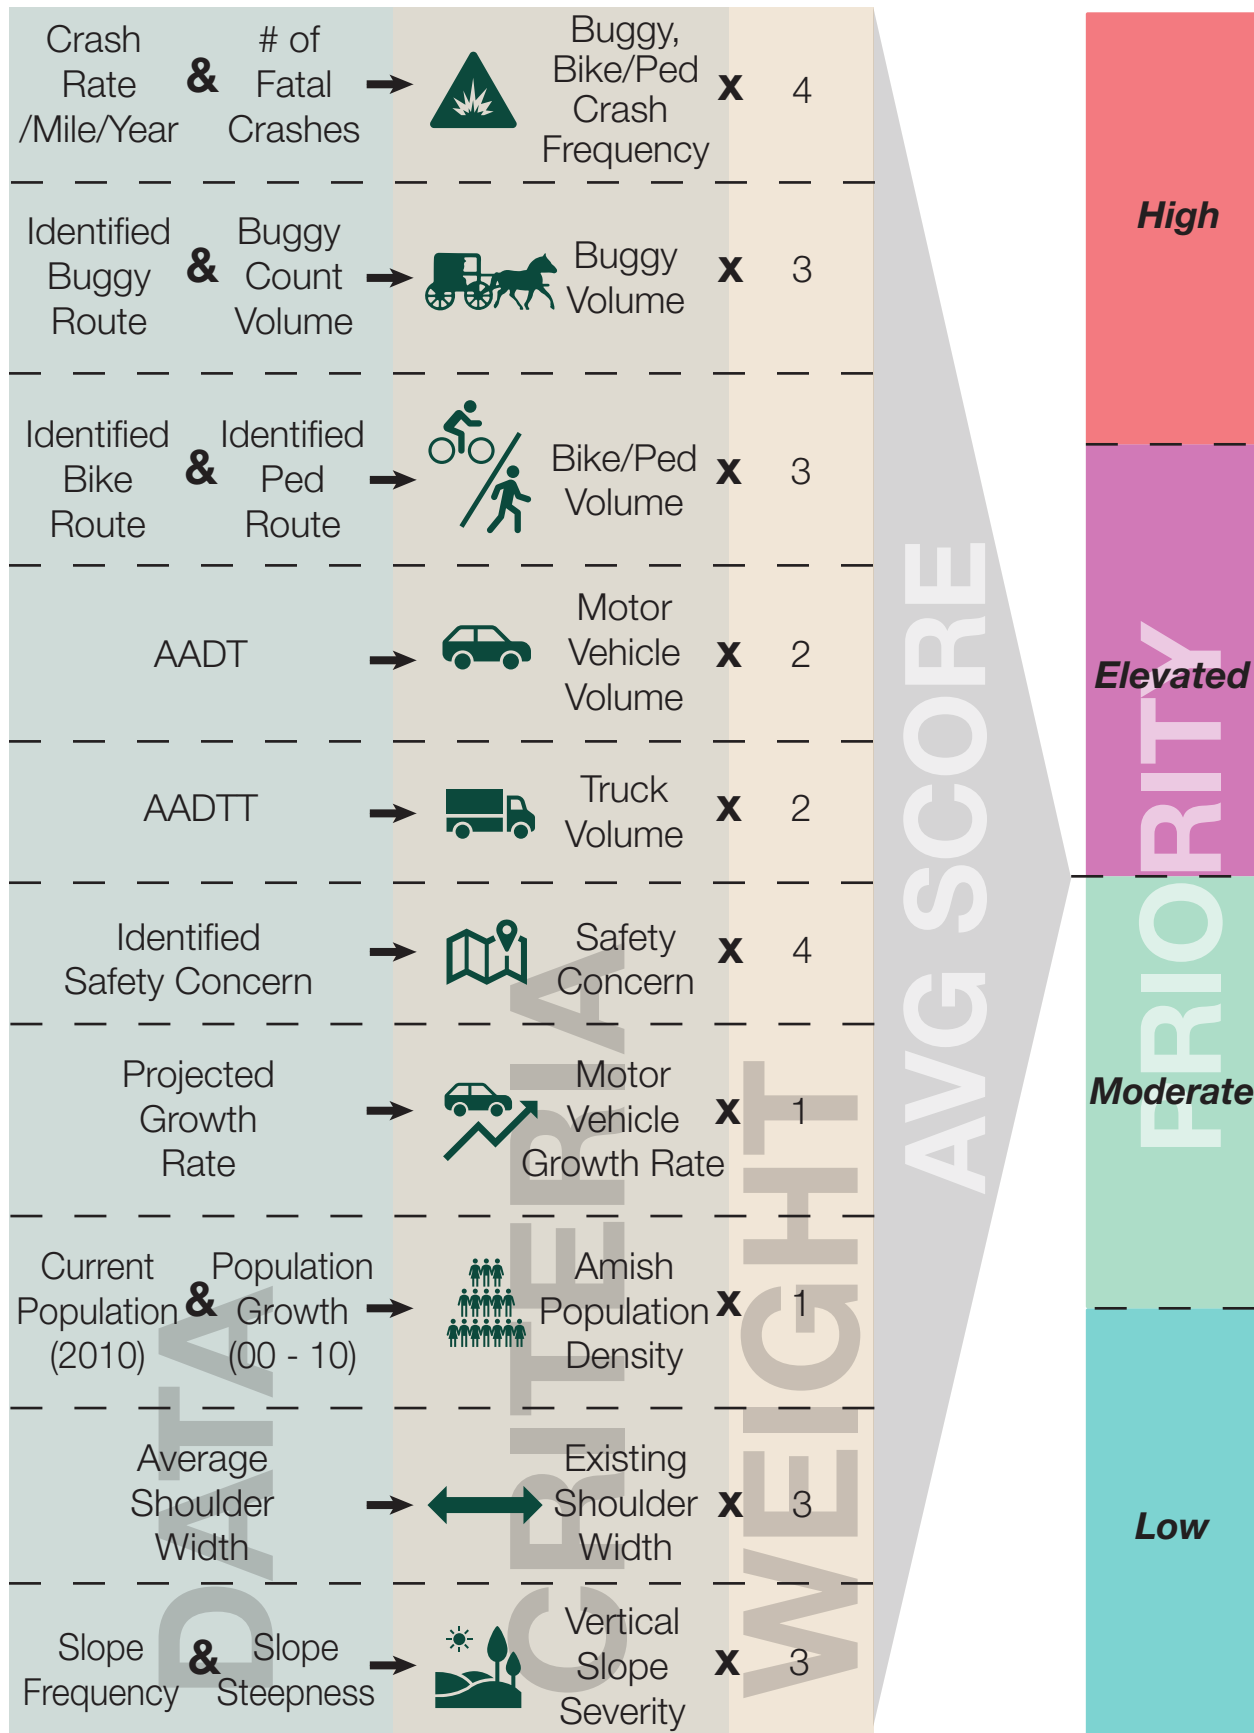 Crash
Rate
/Mile/Year
&
# of
Fatal
Crashes
Buggy,
Bike/Ped
Crash
Frequency
x
4
Identified
Buggy
Route
&
Buggy
Count
Volume
Buggy
Volume
x
3
Identified
Bike
Route
&
Identified
Ped
Route
Bike/Ped
Volume
x
3
AADT
Motor
Vehicle
Volume
x
2
AADTT
Truck
Volume
x
2
Identified
Safety Concern
Safety
Concern
x
4
Projected
Growth
Rate
Motor
Vehicle
Growth Rate
x
1
Current
Population
(2010)
&
Population
Growth
(00 - 10)
Amish
Population
Density
x
1
Average
Shoulder
Width
Existing
Shoulder
Width
x
3
Slope
Frequency
&
Slope
Steepness
Vertical
Slope
Severity
x
3
DATA
CRITERIA
WEIGHT
AVG SCORE
PRIORITY
High
Elevated
Moderate
Low